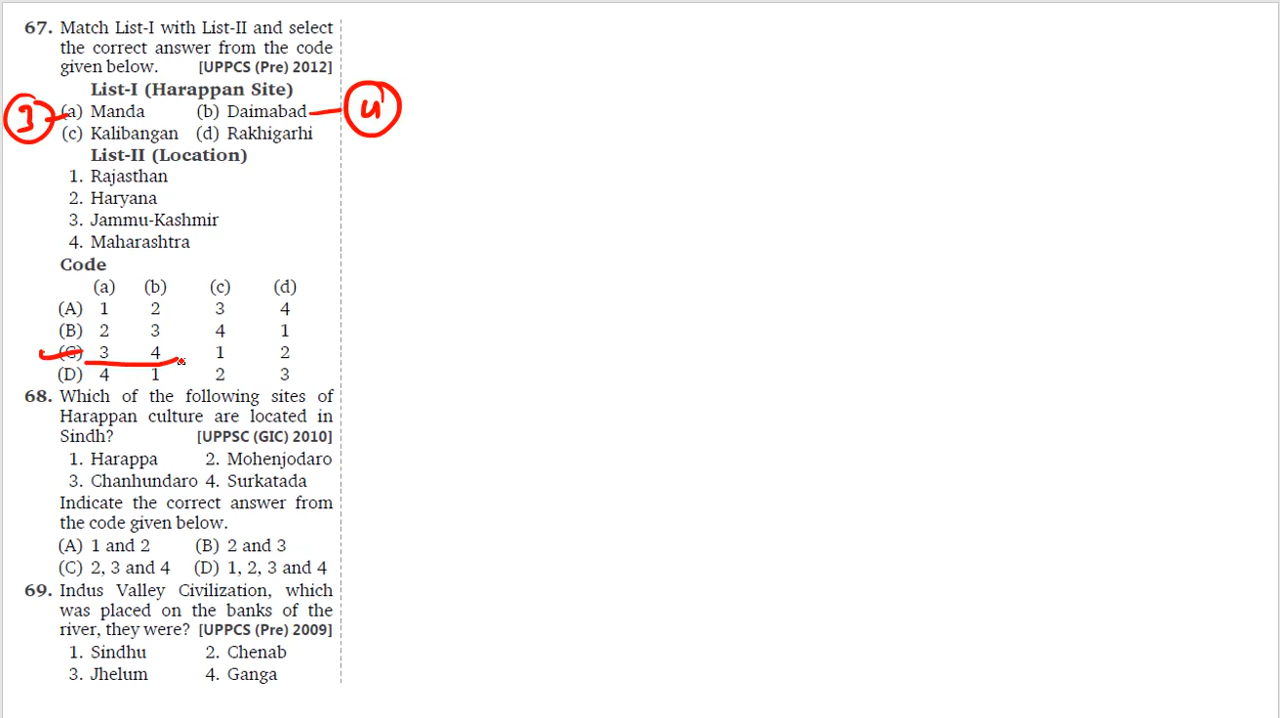 67. Match List-I with List-II and select
the correct answer from the code
given below. [UPPCS (Pre) 2012]
List-I (Harappan Site)
3 (a) Manda (b) Daimabad 4
(c) Kalibangan (d) Rakhigarhi
List-II (Location)
1. Rajasthan
2. Haryana
3. Jammu-Kashmir
4. Maharashtra
Code
(a) (b) (c) (d)
(A) 1 2 3 4
(B) 2 3 4 1
(C) 3 4 1 2
(D) 4 1 2 3
68. Which of the following sites of
Harappan culture are located in
Sindh? [UPPSC (GIC) 2010]
1. Harappa 2. Mohenjodaro
3. Chanhundaro 4. Surkatada
Indicate the correct answer from
the code given below.
(A) 1 and 2 (B) 2 and 3
(C) 2, 3 and 4 (D) 1, 2, 3 and 4
69. Indus Valley Civilization, which
was placed on the banks of the
river, they were? [UPPCS (Pre) 2009]
1. Sindhu 2. Chenab
3. Jhelum 4. Ganga